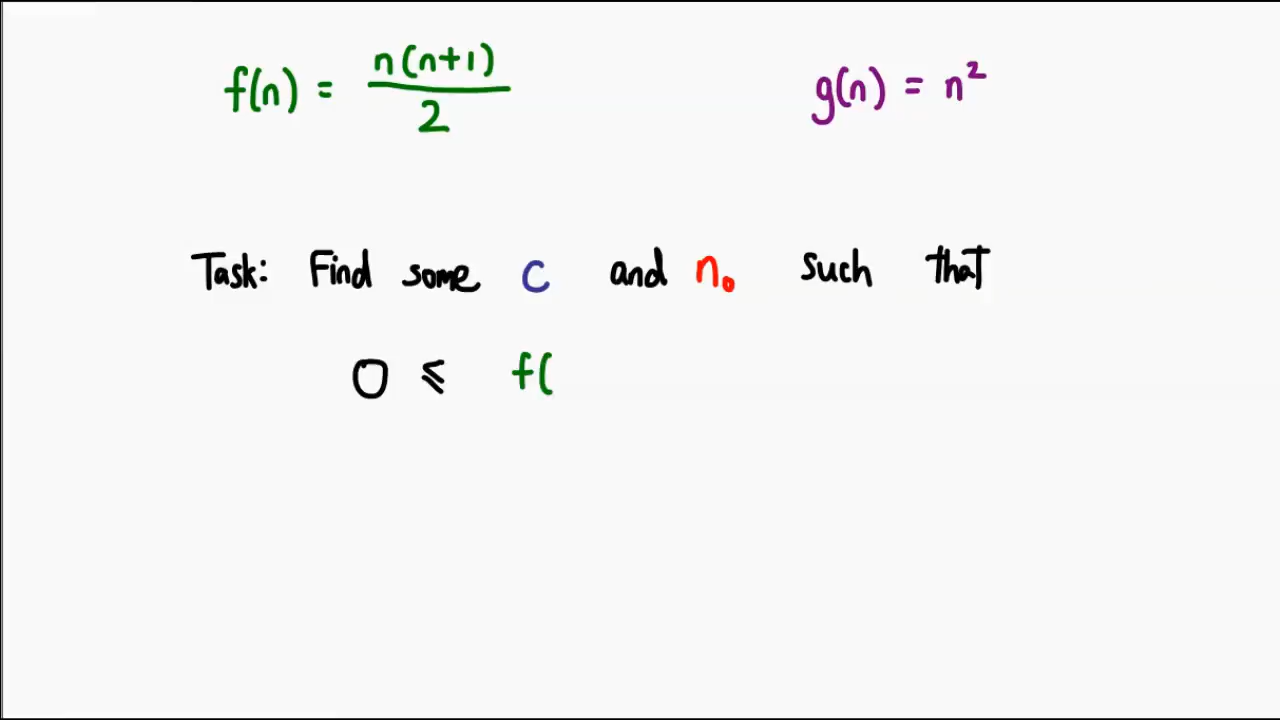 f(n) = n(n+1)/2 g(n) = n²
Task: Find some c and n₀ such that
0 ≤ f(